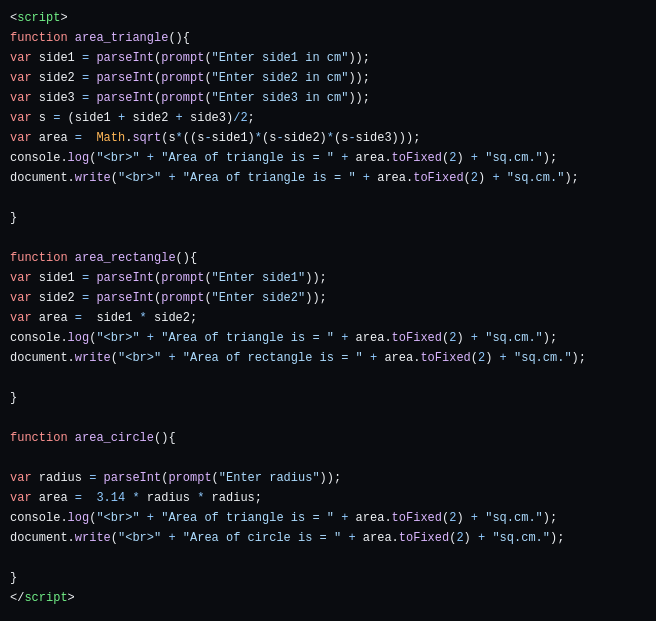 <script>
function area_triangle(){
var side1 = parseInt(prompt("Enter side1 in cm"));
var side2 = parseInt(prompt("Enter side2 in cm"));
var side3 = parseInt(prompt("Enter side3 in cm"));
var s = (side1 + side2 + side3)/2;
var area =  Math.sqrt(s*((s-side1)*(s-side2)*(s-side3)));
console.log("<br>" + "Area of triangle is = " + area.toFixed(2) + "sq.cm.");
document.write("<br>" + "Area of triangle is = " + area.toFixed(2) + "sq.cm.");

}

function area_rectangle(){
var side1 = parseInt(prompt("Enter side1"));
var side2 = parseInt(prompt("Enter side2"));
var area =  side1 * side2;
console.log("<br>" + "Area of triangle is = " + area.toFixed(2) + "sq.cm.");
document.write("<br>" + "Area of rectangle is = " + area.toFixed(2) + "sq.cm.");

}

function area_circle(){

var radius = parseInt(prompt("Enter radius"));
var area =  3.14 * radius * radius;
console.log("<br>" + "Area of triangle is = " + area.toFixed(2) + "sq.cm.");
document.write("<br>" + "Area of circle is = " + area.toFixed(2) + "sq.cm.");

}
</script>